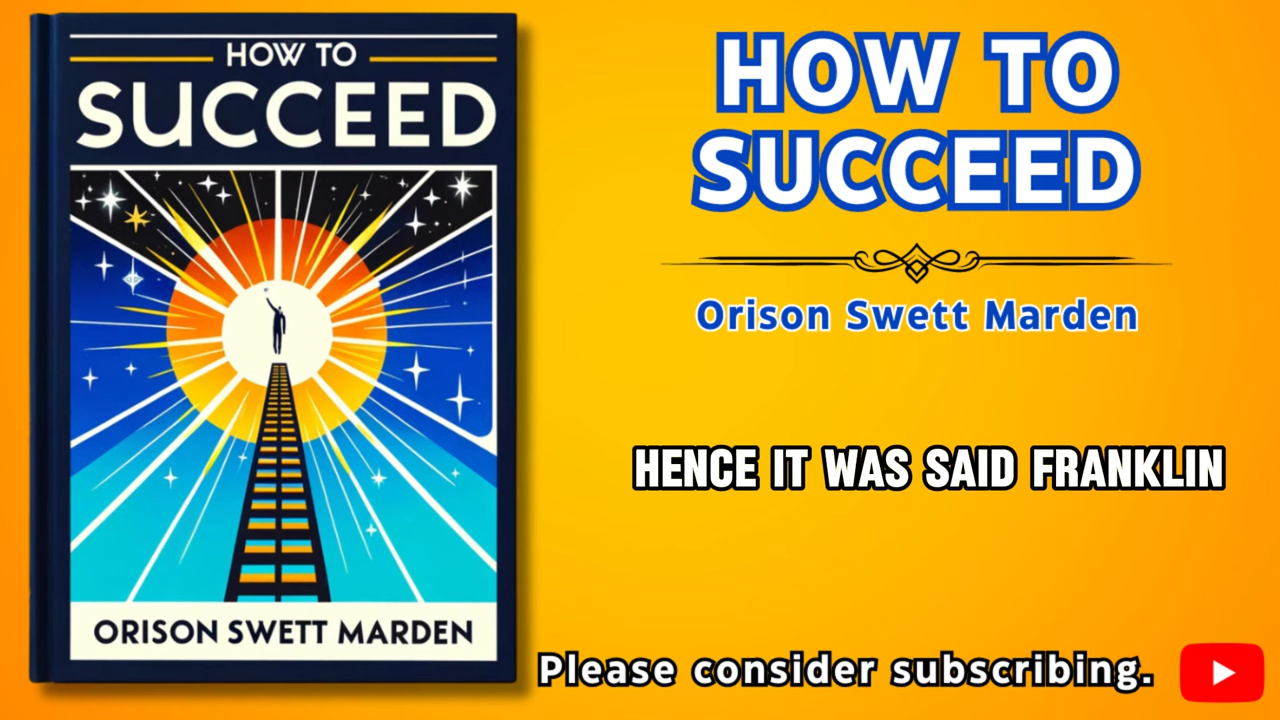 HOW TO
SUCCEED
ORISON SWETT MARDEN
HOW TO
SUCCEED
Orison Swett Marden
HENCE IT WAS SAID FRANKLIN
Please consider subscribing.